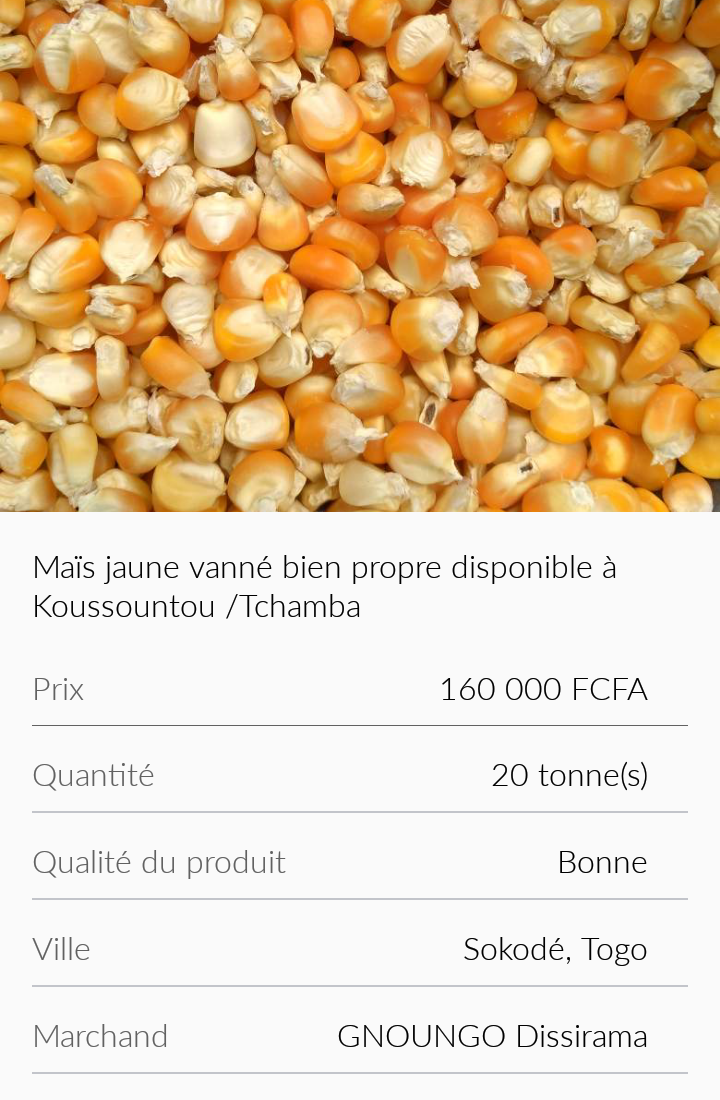 Maïs jaune vanné bien propre disponible à
Koussountou /Tchamba
Prix 160 000 FCFA
Quantité 20 tonne(s)
Qualité du produit Bonne
Ville Sokodé, Togo
Marchand GNOUNGO Dissirama